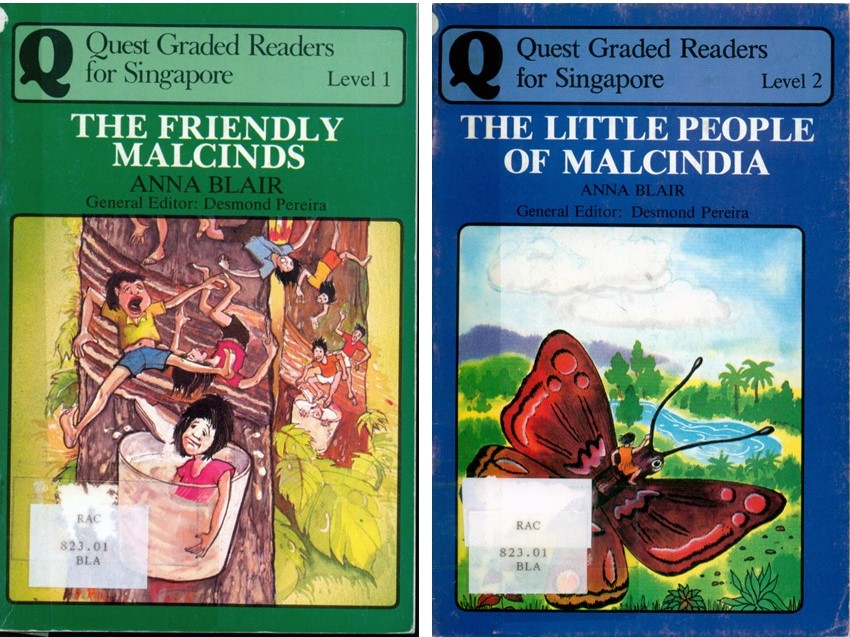 Q
Quest Graded Readers
for Singapore
Level 1
THE FRIENDLY
MALCINDS
ANNA BLAIR
General Editor: Desmond Pereira
RAC
823.01
BLA
Q
Quest Graded Readers
for Singapore
Level 2
THE LITTLE PEOPLE
OF MALCINDIA
ANNA BLAIR
General Editor: Desmond Pereira
RAC
823.01
BLA